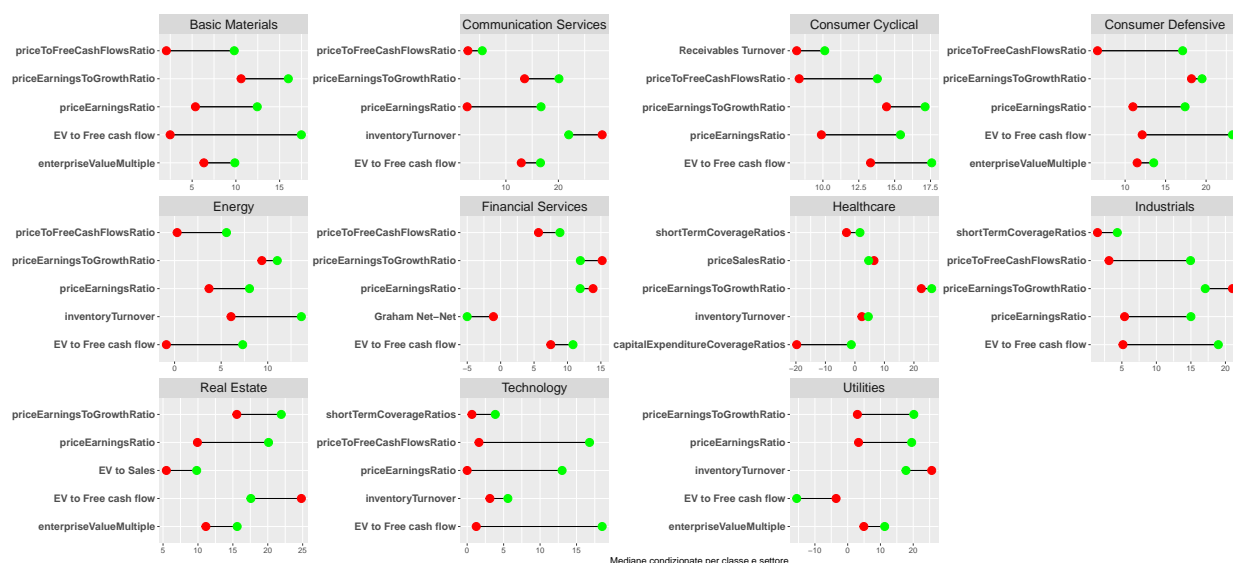 Basic Materials
priceToFreeCashFlowsRatio
priceEarningsToGrowthRatio
priceEarningsRatio
EV to Free cash flow
enterpriseValueMultiple
5 10 15
Communication Services
priceToFreeCashFlowsRatio
priceEarningsToGrowthRatio
priceEarningsRatio
inventoryTurnover
EV to Free cash flow
10 20
Consumer Cyclical
Receivables Turnover
priceToFreeCashFlowsRatio
priceEarningsToGrowthRatio
priceEarningsRatio
EV to Free cash flow
10.0 12.5 15.0 17.5
Consumer Defensive
priceToFreeCashFlowsRatio
priceEarningsToGrowthRatio
priceEarningsRatio
EV to Free cash flow
enterpriseValueMultiple
10 15 20
Energy
priceToFreeCashFlowsRatio
priceEarningsToGrowthRatio
priceEarningsRatio
inventoryTurnover
EV to Free cash flow
0 5 10
Financial Services
priceToFreeCashFlowsRatio
priceEarningsToGrowthRatio
priceEarningsRatio
Graham Net−Net
EV to Free cash flow
−5 0 5 10 15
Healthcare
shortTermCoverageRatios
priceSalesRatio
priceEarningsToGrowthRatio
inventoryTurnover
capitalExpenditureCoverageRatios
−20 −10 0 10 20
Industrials
shortTermCoverageRatios
priceToFreeCashFlowsRatio
priceEarningsToGrowthRatio
priceEarningsRatio
EV to Free cash flow
5 10 15 20
Real Estate
priceEarningsToGrowthRatio
priceEarningsRatio
EV to Sales
EV to Free cash flow
enterpriseValueMultiple
5 10 15 20 25
Technology
shortTermCoverageRatios
priceToFreeCashFlowsRatio
priceEarningsRatio
inventoryTurnover
EV to Free cash flow
0 5 10 15
Utilities
priceEarningsToGrowthRatio
priceEarningsRatio
inventoryTurnover
EV to Free cash flow
enterpriseValueMultiple
−10 0 10 20
Mediane condizionate per classe e settore